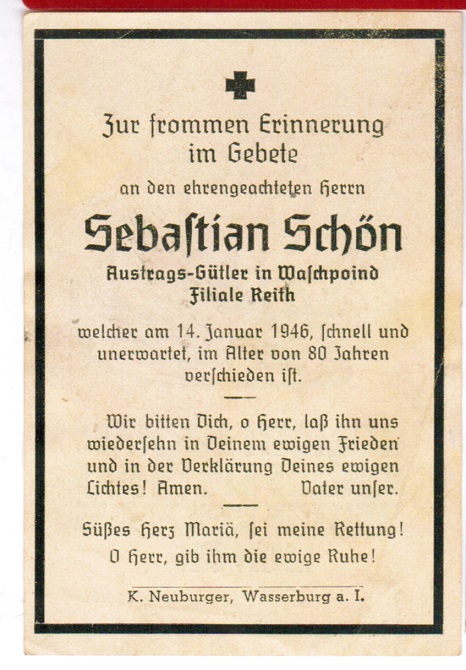 Zur frommen Erinnerung
im Gebete
an den ehrengeachteten Herrn
Sebaſtian Schön
Austrags-Gütler in Waſchpoind
Filiale Reith
welcher am 14. Januar 1946, ſchnell und
unerwartet, im Alter von 80 Jahren
verſchieden iſt.
Wir bitten Dich, o Herr, laß ihn uns
wiederſehn in Deinem ewigen Frieden
und in der Verklärung Deines ewigen
Lichtes! Amen. Vater unſer.
Süßes Herz Mariä, ſei meine Rettung!
O Herr, gib ihm die ewige Ruhe!
K. Neuburger, Wasserburg a. I.